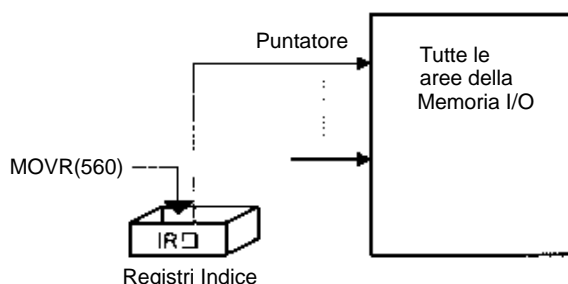 Puntatore
Tutte le
aree della
Memoria I/O
MOVR(560)
IR□
Registri Indice